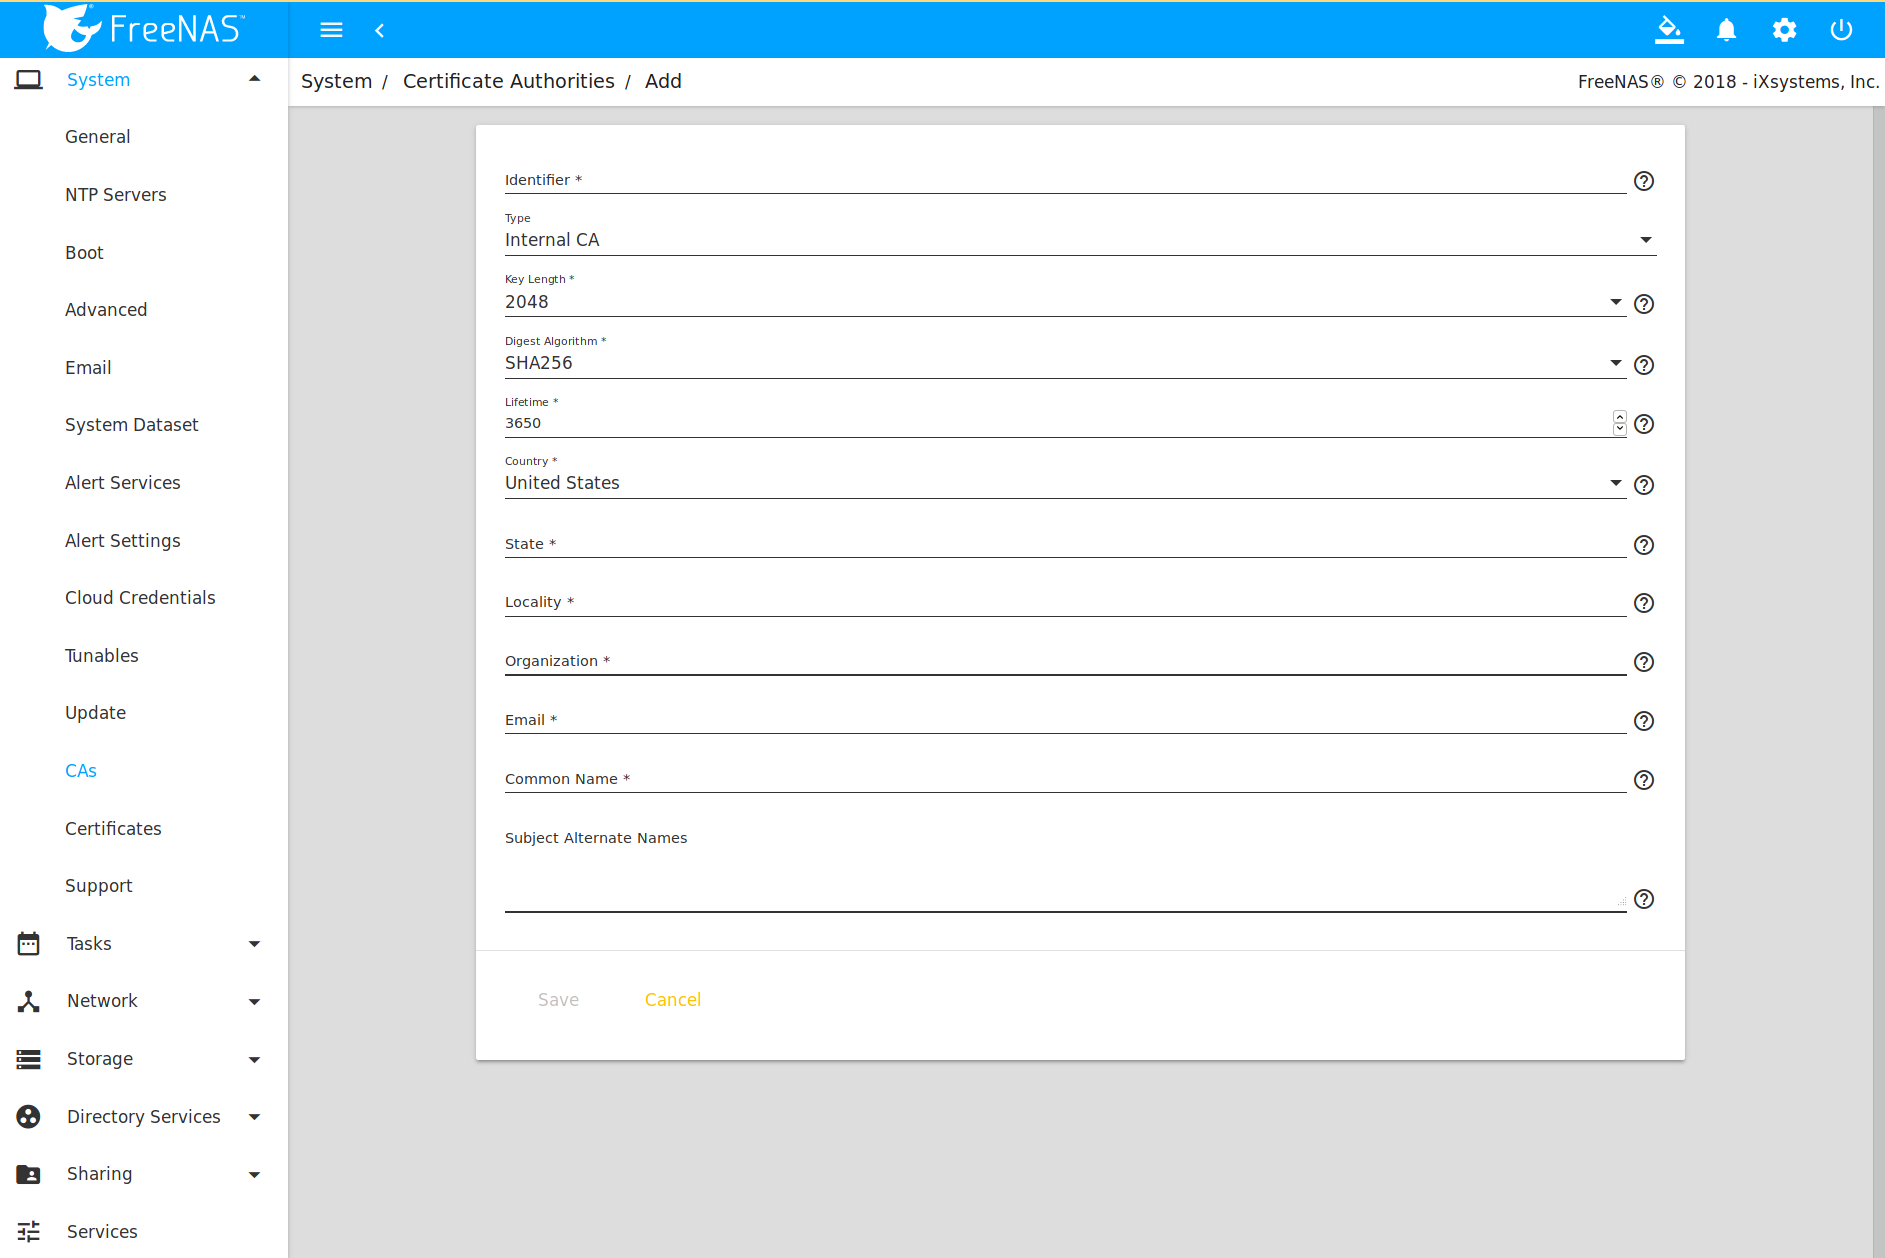 FreeNAS®™
System / Certificate Authorities / Add
FreeNAS® © 2018 - iXsystems, Inc.
System
General
NTP Servers
Boot
Advanced
Email
System Dataset
Alert Services
Alert Settings
Cloud Credentials
Tunables
Update
CAs
Certificates
Support
Tasks
Network
Storage
Directory Services
Sharing
Services
Identifier *
Type
Internal CA
Key Length *
2048
Digest Algorithm *
SHA256
Lifetime *
3650
Country *
United States
State *
Locality *
Organization *
Email *
Common Name *
Subject Alternate Names
Save Cancel